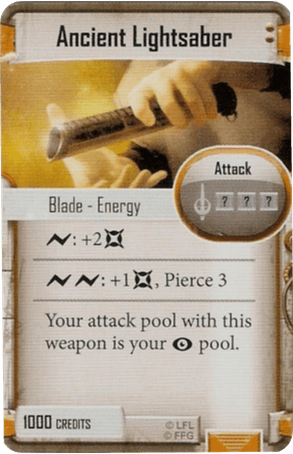 Ancient Lightsaber
Attack
? ? ?
Blade - Energy
: +2
: +1, Pierce 3
Your attack pool with this
weapon is your pool.
1000 CREDITS
© LFL
© FFG